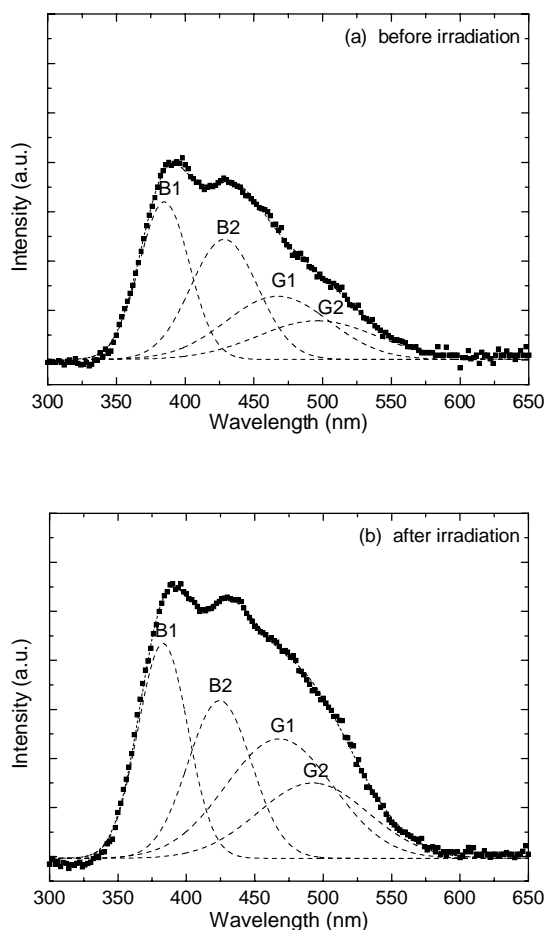 (a) before irradiation
Intensity (a.u.)
B1
B2
G1
G2
300 350 400 450 500 550 600 650
Wavelength (nm)
(b) after irradiation
Intensity (a.u.)
B1
B2
G1
G2
300 350 400 450 500 550 600 650
Wavelength (nm)